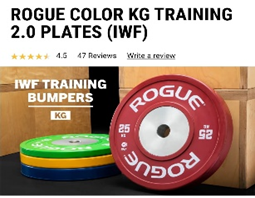 ROGUE COLOR KG TRAINING
2.0 PLATES (IWF)
4.5 47 Reviews Write a review
IWF TRAINING
BUMPERS
KG
ROGUE
25
KG
25
ROGUE